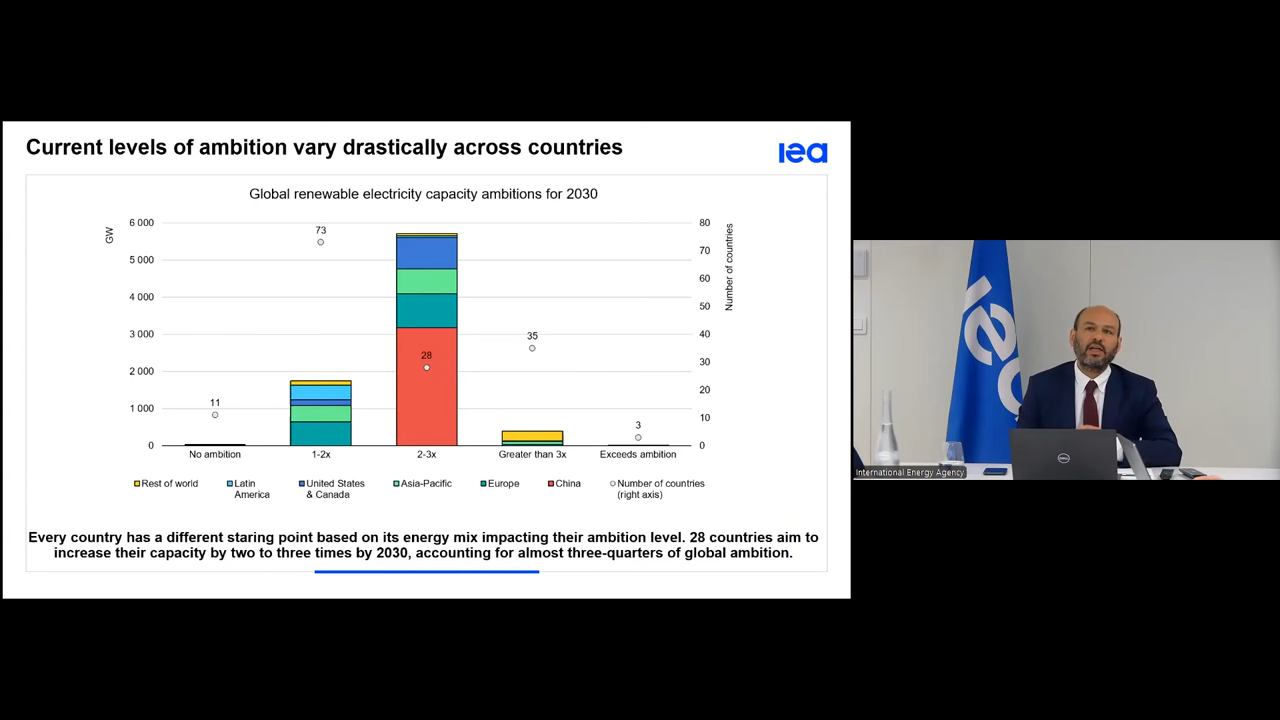 Current levels of ambition vary drastically across countries
iea
Global renewable electricity capacity ambitions for 2030
GW
6 000
5 000
4 000
3 000
2 000
1 000
0
80
70
60
50
40
30
20
10
0
Number of countries
11
73
28
35
3
No ambition
1-2x
2-3x
Greater than 3x
Exceeds ambition
Rest of world
Latin
America
United States
& Canada
Asia-Pacific
Europe
China
Number of countries
(right axis)
Every country has a different staring point based on its energy mix impacting their ambition level. 28 countries aim to
increase their capacity by two to three times by 2030, accounting for almost three-quarters of global ambition.
iea
DELL
International Energy Agency